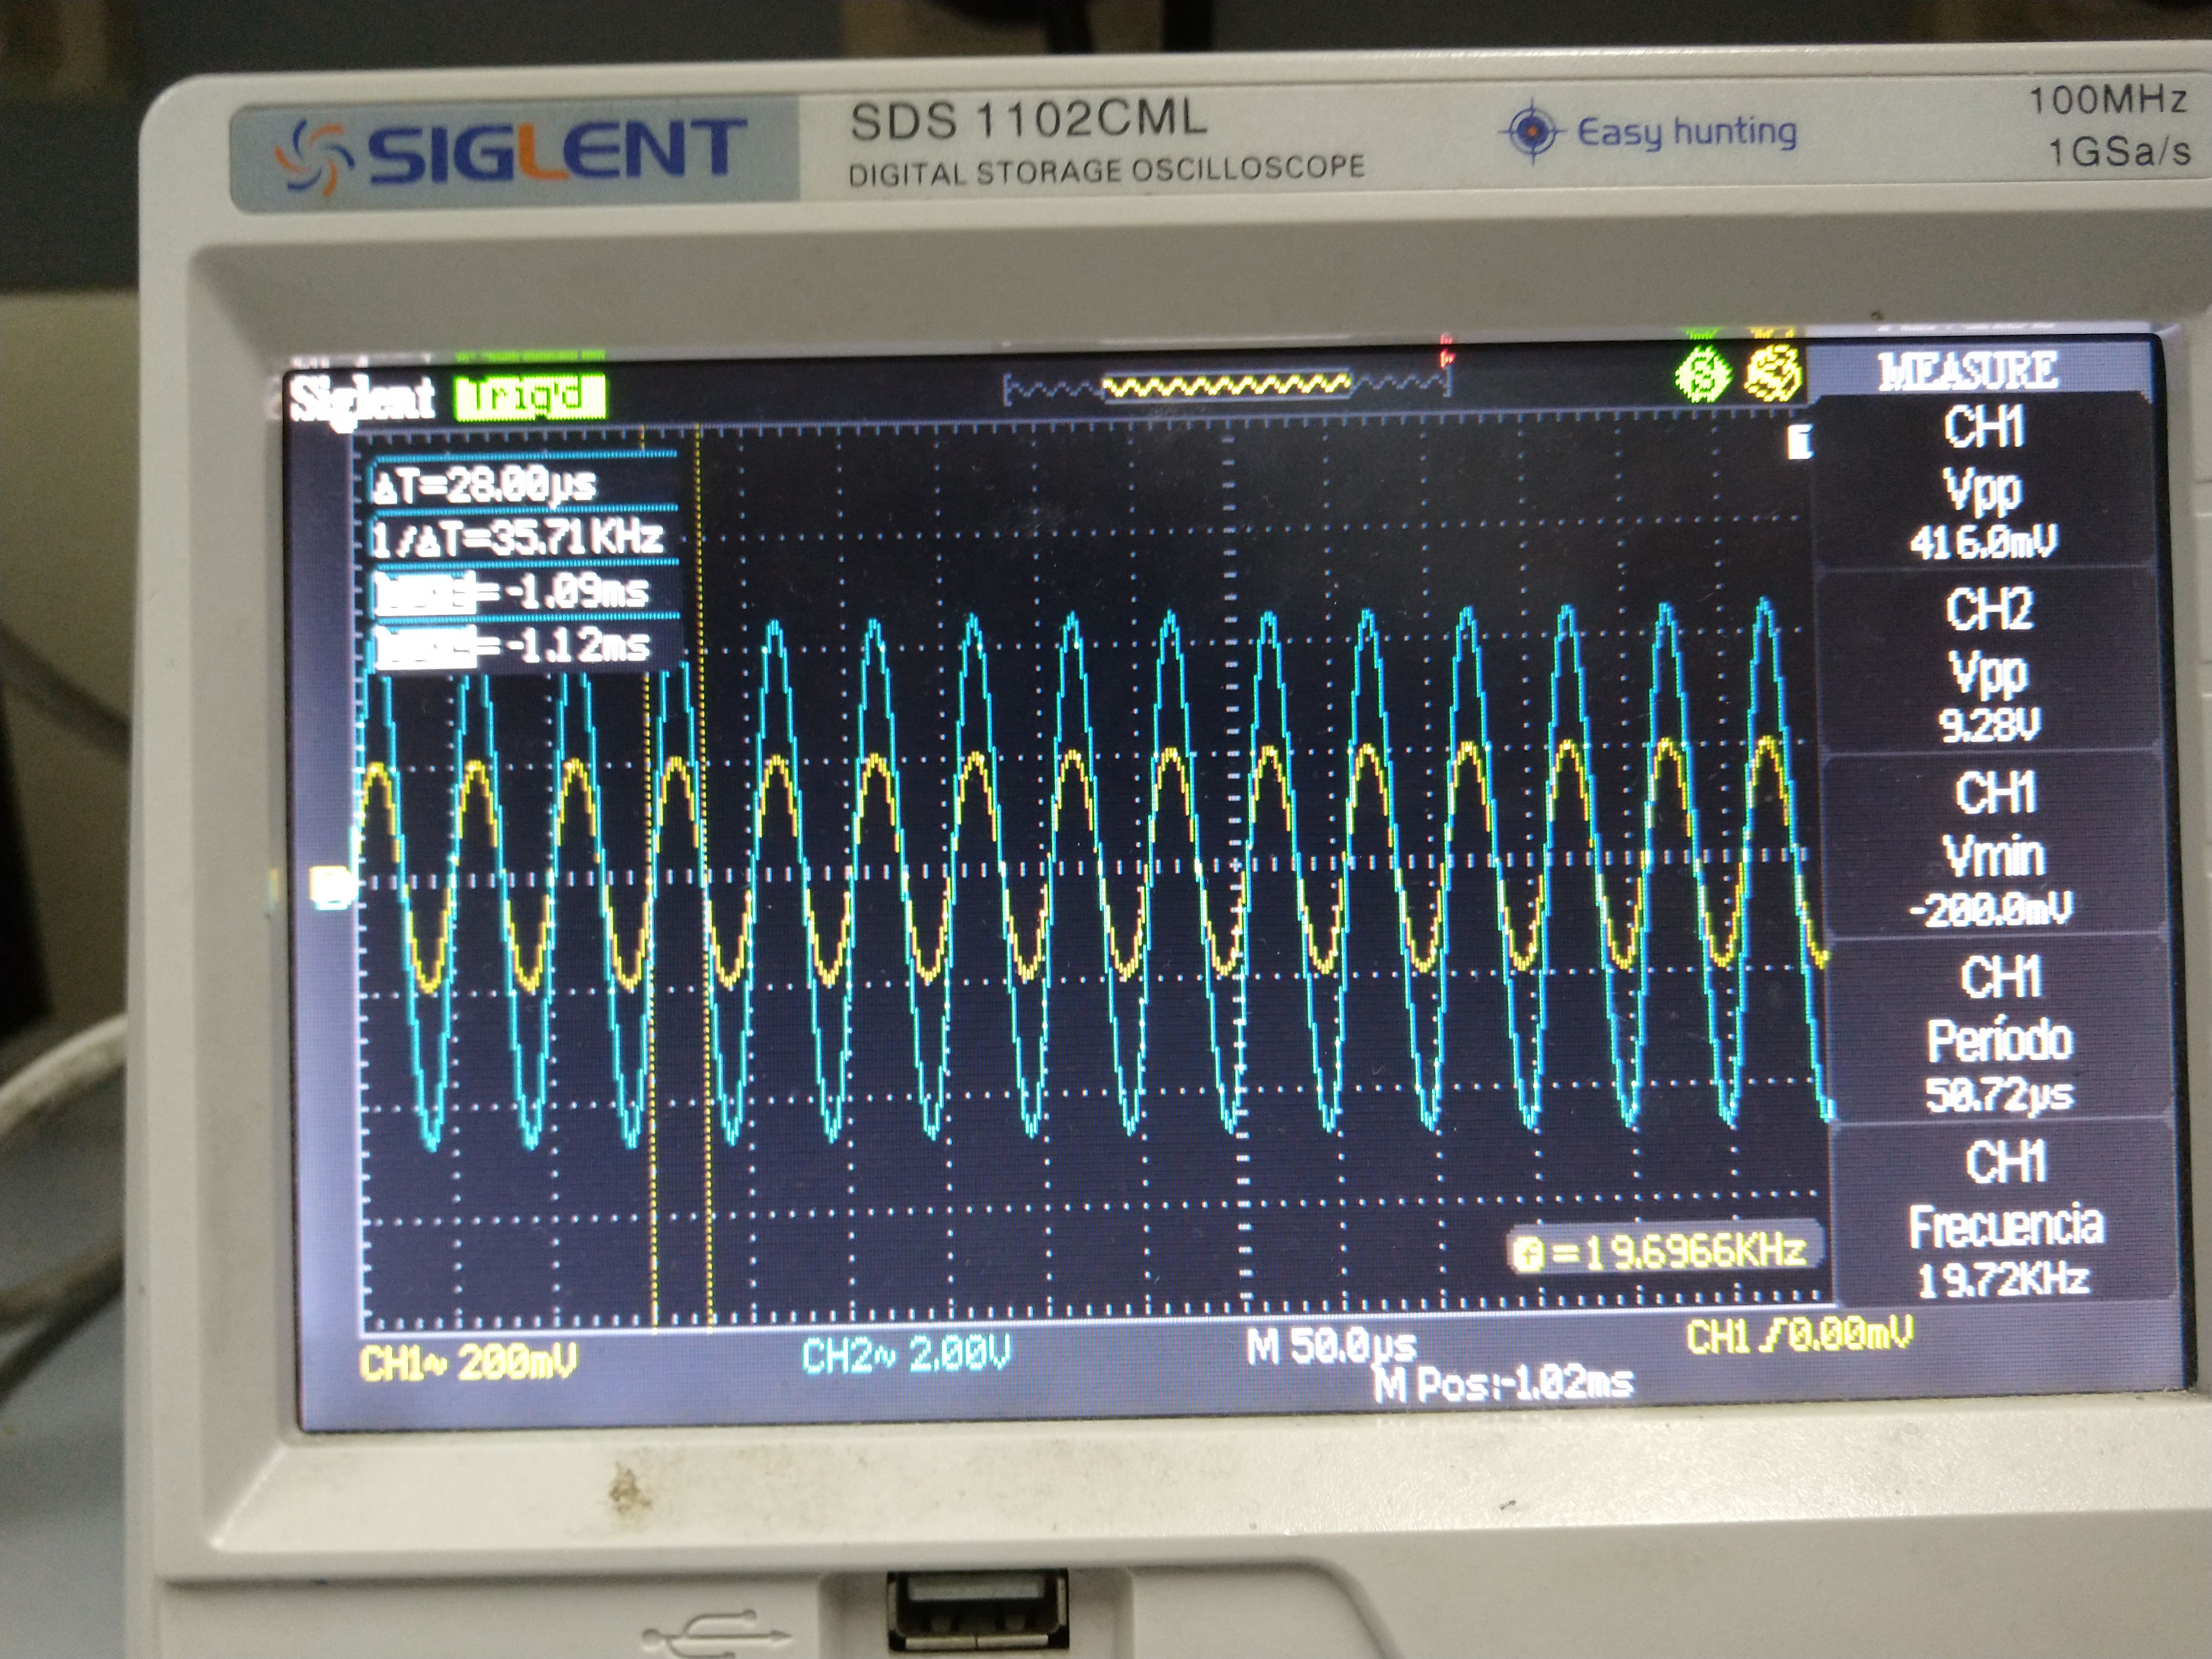 SIGLENT
SDS 1102CML
DIGITAL STORAGE OSCILLOSCOPE
Easy hunting
100MHz
1GSa/s
Siglent
Trig'd
MEASURE
ΔT=28.00µs
1/ΔT=35.71KHz
=-1.09ms
=-1.12ms
CH1
Vpp
416.0mV
CH2
Vpp
9.28V
CH1
Vmin
-200.0mV
CH1
Período
50.72µs
CH1
Frecuencia
19.72KHz
=19.6966KHz
CH1~ 200mV
CH2~ 2.00V
M 50.0µs
M Pos:-1.02ms
CH1 /0.00mV